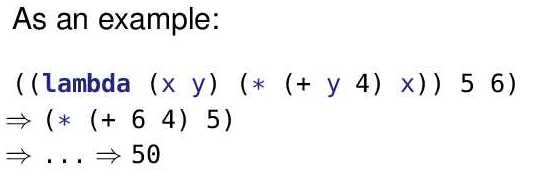 As an example:
((lambda (x y) (* (+ y 4) x)) 5 6)
⇒ (* (+ 6 4) 5)
⇒ ... ⇒ 50